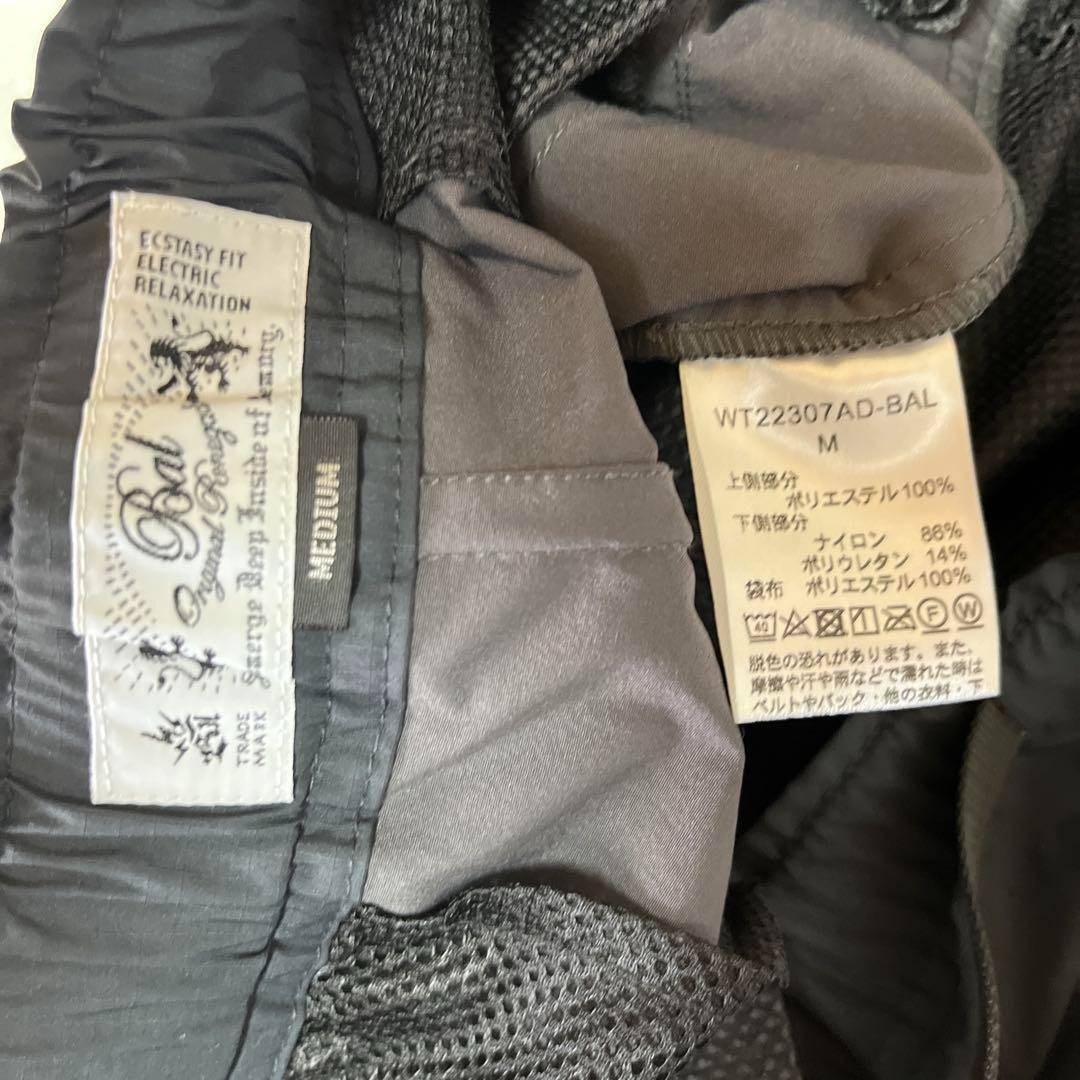 ECSTASY FIT
ELECTRIC
RELAXATION
Bal
Original Renegade
Energe Deep Inside of
TRADE
MARK
MEDIUM
WT22307AD-BAL
M
上側部分
ポリエステル100%
下側部分
ナイロン 86%
ポリウレタン 14%
袋布 ポリエステル100%
40 F W
脱色の恐れがあります。また、
摩擦や汗や雨などで濡れた時は
ベルトやバック・他の衣料・下